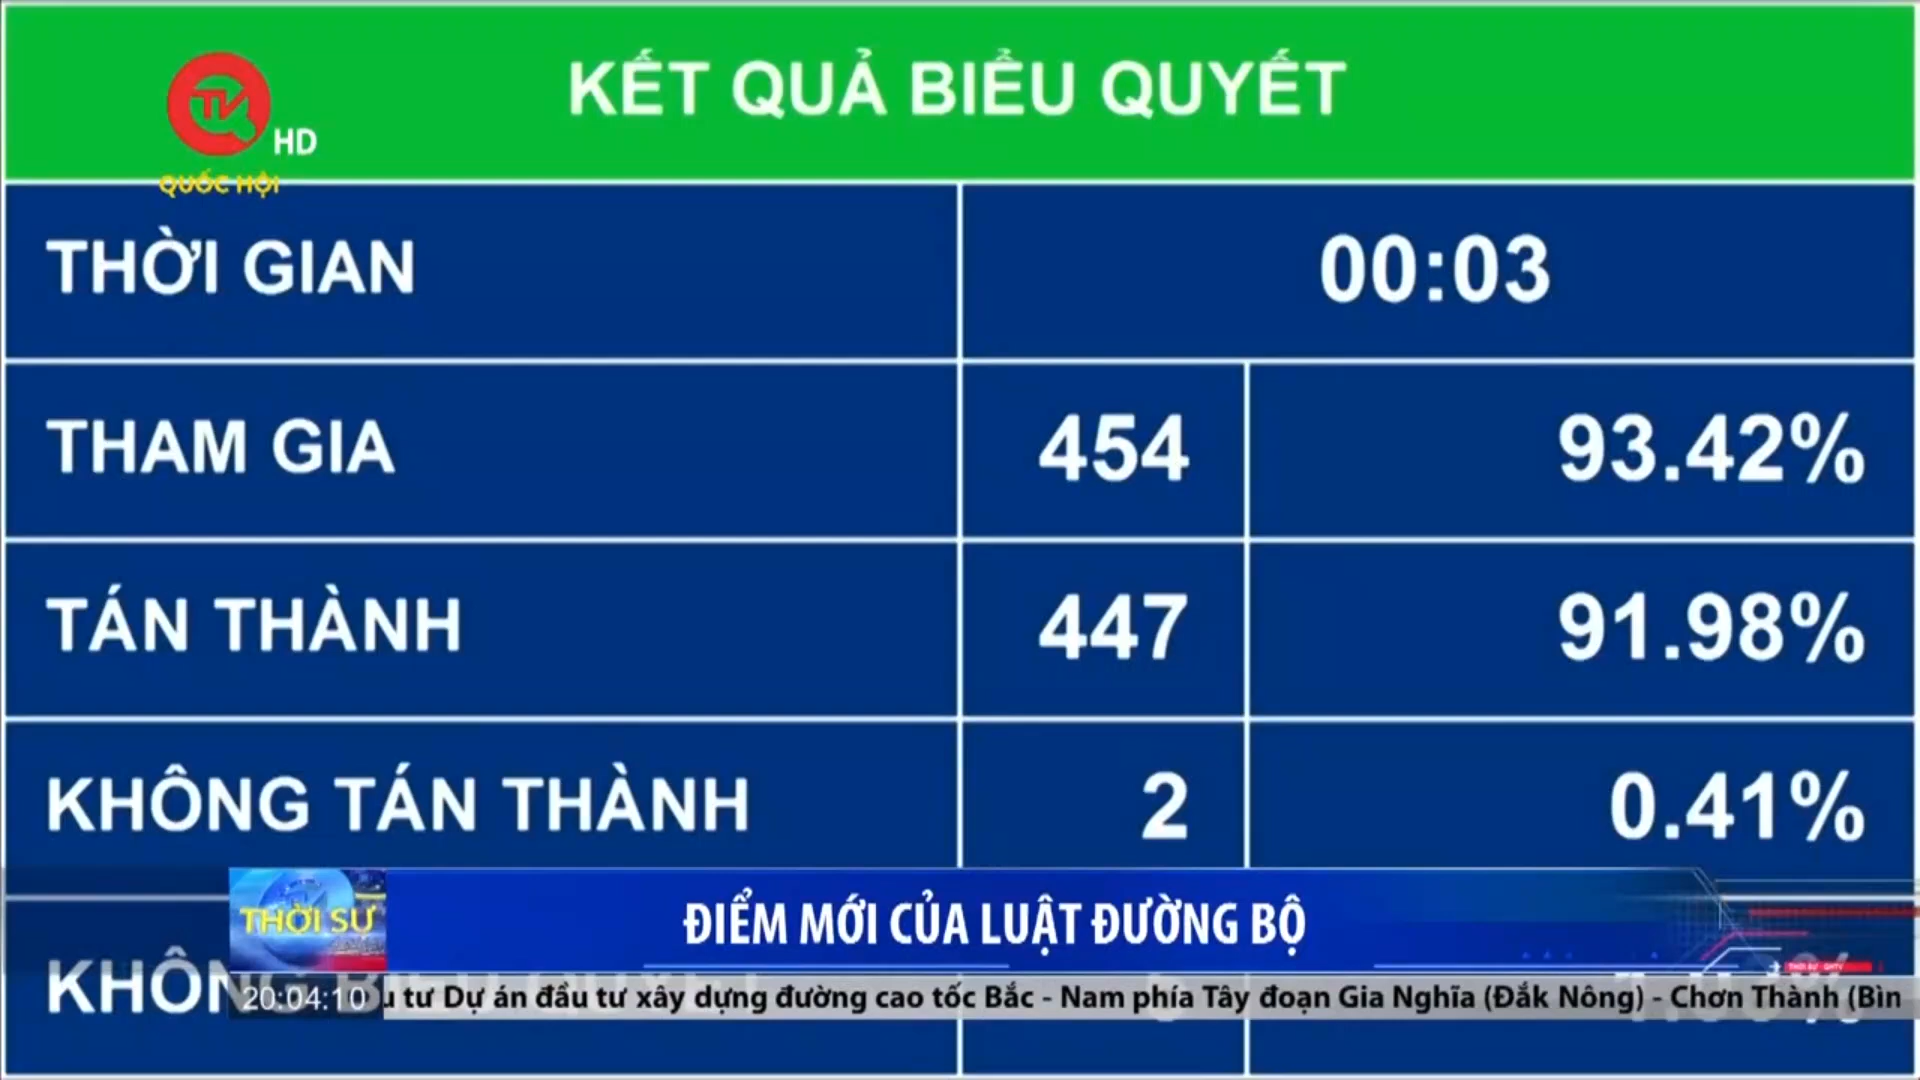 KẾT QUẢ BIỂU QUYẾT
HD
QUỐC HỘI
THỜI GIAN 00:03
THAM GIA 454 93.42%
TÁN THÀNH 447 91.98%
KHÔNG TÁN THÀNH 2 0.41%
THỜI SỰ
ĐIỂM MỚI CỦA LUẬT ĐƯỜNG BỘ
KHÔNG
20:04:10 tư Dự án đầu tư xây dựng đường cao tốc Bắc - Nam phía Tây đoạn Gia Nghĩa (Đắk Nông) - Chơn Thành (Bìn